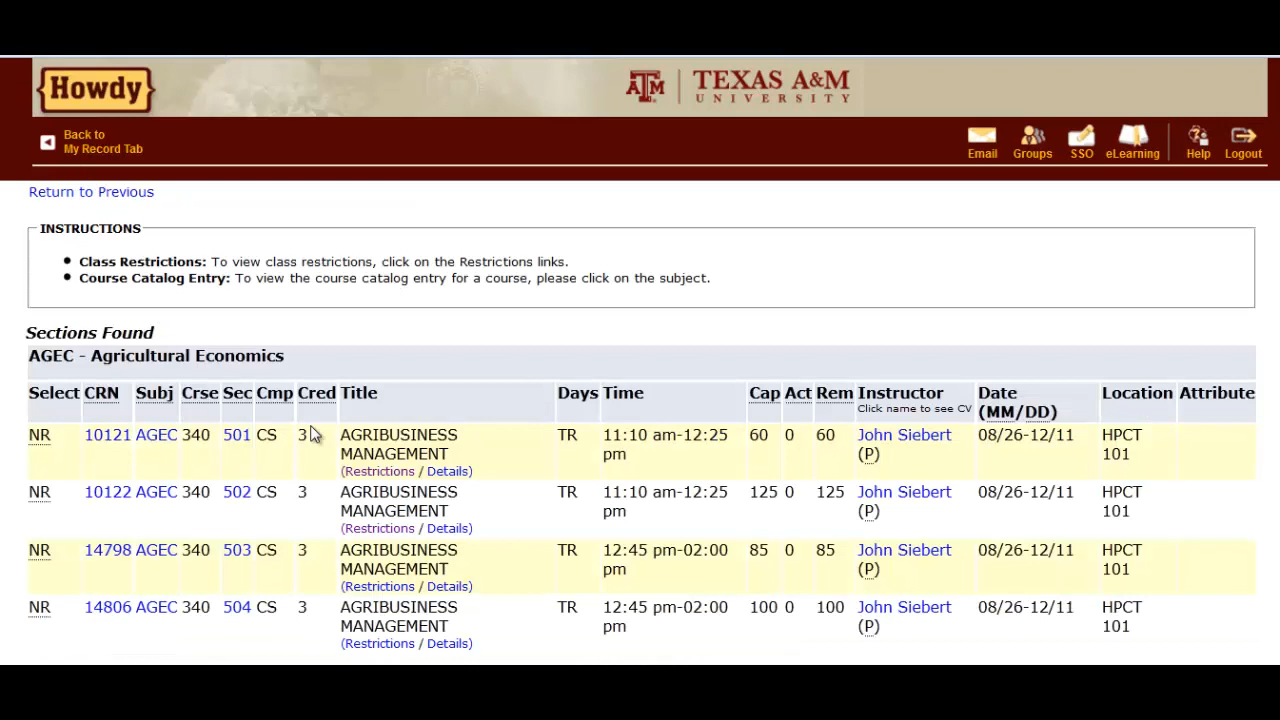 Howdy
ATM TEXAS A&M UNIVERSITY
Back to
My Record Tab
Email Groups SSO eLearning Help Logout
Return to Previous
INSTRUCTIONS
Class Restrictions: To view class restrictions, click on the Restrictions links.
Course Catalog Entry: To view the course catalog entry for a course, please click on the subject.
Sections Found
AGEC - Agricultural Economics
Select CRN Subj Crse Sec Cmp Cred Title Days Time Cap Act Rem Instructor Date Location Attribute
Click name to see CV (MM/DD)
NR 10121 AGEC 340 501 CS 3 AGRIBUSINESS TR 11:10 am-12:25 60 0 60 John Siebert 08/26-12/11 HPCT
MANAGEMENT pm (P) 101
(Restrictions / Details)
NR 10122 AGEC 340 502 CS 3 AGRIBUSINESS TR 11:10 am-12:25 125 0 125 John Siebert 08/26-12/11 HPCT
MANAGEMENT pm (P) 101
(Restrictions / Details)
NR 14798 AGEC 340 503 CS 3 AGRIBUSINESS TR 12:45 pm-02:00 85 0 85 John Siebert 08/26-12/11 HPCT
MANAGEMENT pm (P) 101
(Restrictions / Details)
NR 14806 AGEC 340 504 CS 3 AGRIBUSINESS TR 12:45 pm-02:00 100 0 100 John Siebert 08/26-12/11 HPCT
MANAGEMENT pm (P) 101
(Restrictions / Details)